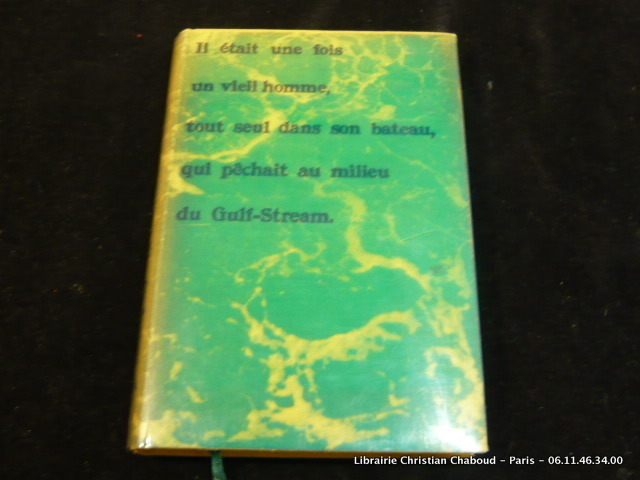 Il était une fois
un vieil homme,
tout seul dans son bateau,
qui pêchait au milieu
du Gulf-Stream.
Librairie Christian Chaboud - Paris - 06.11.46.34.00